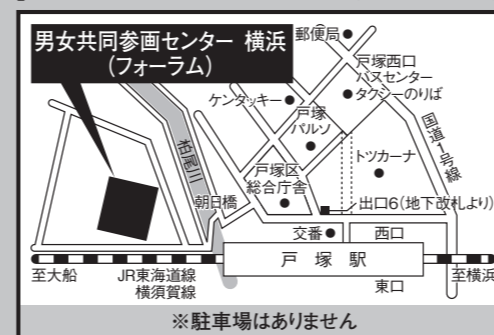 男女共同参画センター 横浜
(フォーラム)
郵便局
戸塚西口
バスセンター
タクシーのりば
ケンタッキー
戸塚
パルソ
国道1号線
柏尾川
トツカーナ
戸塚区
総合庁舎
朝日橋
出口6(地下改札より)
交番
西口
戸塚駅
至大船
JR東海道線
横須賀線
東口
至横浜
※駐車場はありません